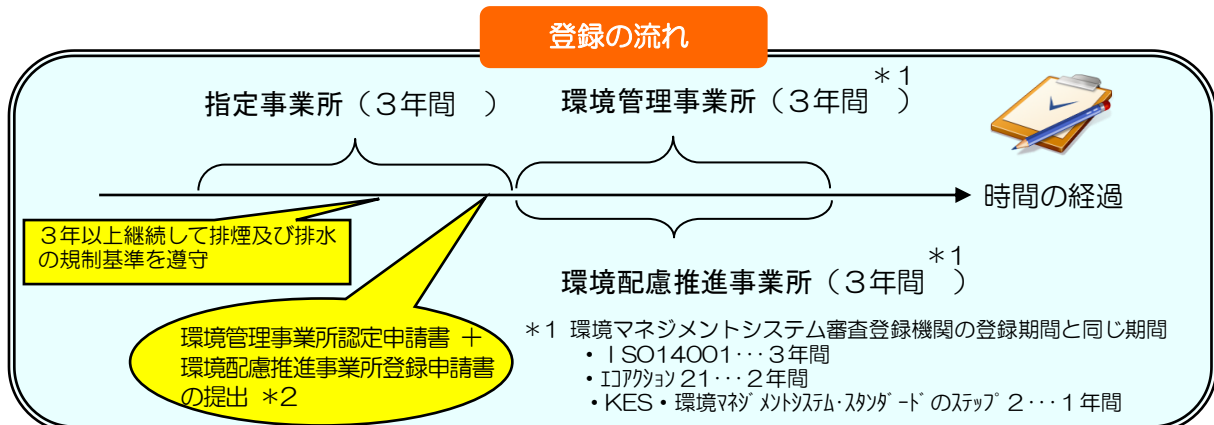 登録の流れ
指定事業所（３年間　）
環境管理事業所（３年間＊１）
時間の経過
３年以上継続して排煙及び排水
の規制基準を遵守
環境配慮推進事業所（３年間＊１）
環境管理事業所認定申請書 ＋
環境配慮推進事業所登録申請書
の提出 ＊２
＊１ 環境マネジメントシステム審査登録機関の登録期間と同じ期間
・ＩＳＯ14001･･･３年間
・ｴｺｱｸｼｮﾝ 21･･･２年間
・KES・環境ﾏﾈｼﾞﾒﾝﾄｼｽﾃﾑ･ｽﾀﾝﾀﾞｰﾄﾞのｽﾃｯﾌﾟ２･･･１年間